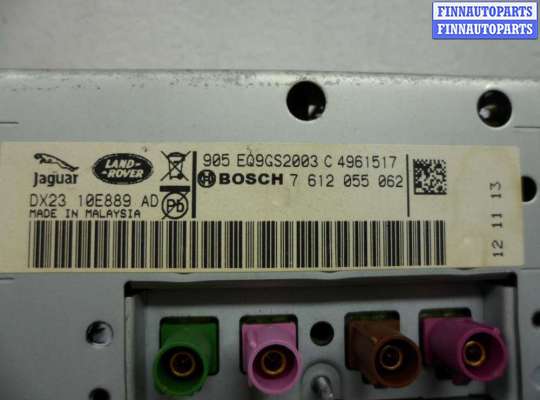 FINNAUTOPARTS
FINNAUTOPARTS
Jaguar
LAND-
ROVER
905 EQ9GS2003 C 4961517
BOSCH 7 612 055 062
DX23 10E889 AD
Pb
MADE IN MALAYSIA
12 11 13